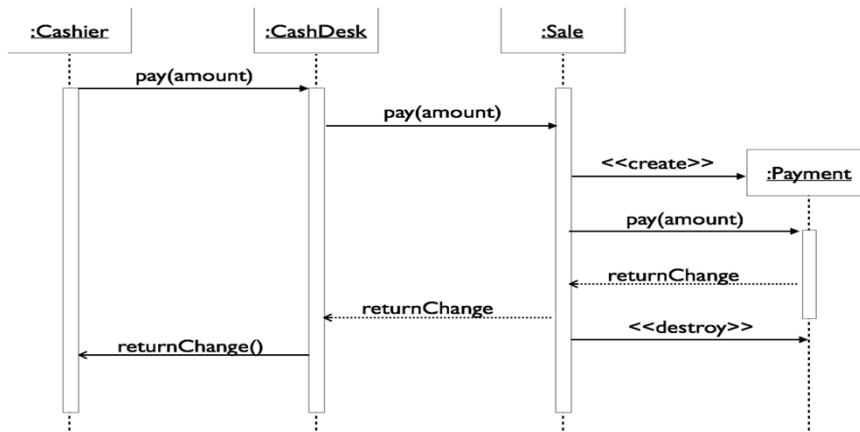 :Cashier
:CashDesk
:Sale
pay(amount)
pay(amount)
<<create>>
:Payment
pay(amount)
returnChange
returnChange
<<destroy>>
returnChange()